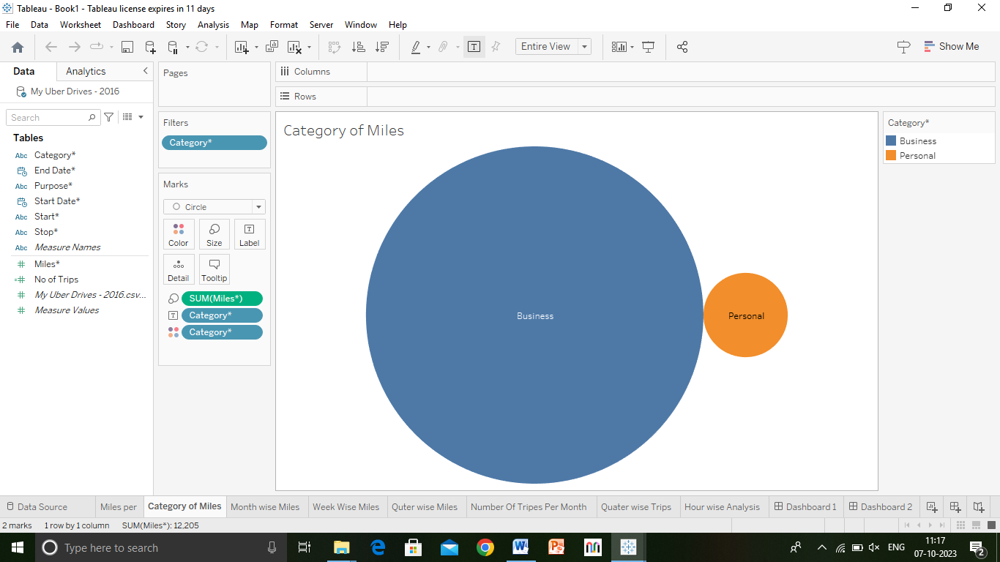 Tableau - Book1 - Tableau license expires in 11 days
File Data Worksheet Dashboard Story Analysis Map Format Server Window Help
Entire View
Show Me
Data Analytics
My Uber Drives - 2016
Search
Tables
Abc Category*
End Date*
Abc Purpose*
Start Date*
Abc Start*
Abc Stop*
Abc Measure Names
# Miles*
=# No of Trips
# My Uber Drives - 2016.csv...
# Measure Values
Pages
Filters
Category*
Marks
Circle
Color Size Label
Detail Tooltip
SUM(Miles*)
Category*
Category*
Columns
Rows
Category of Miles
Business
Personal
Category*
Business
Personal
Data Source Miles per Category of Miles Month wise Miles Week Wise Miles Quter wise Miles Number Of Tripes Per Month Quater wise Trips Hour wise Analysis Dashboard 1 Dashboard 2
2 marks 1 row by 1 column SUM(Miles*): 12,205
Type here to search
ENG
11:17
07-10-2023
2